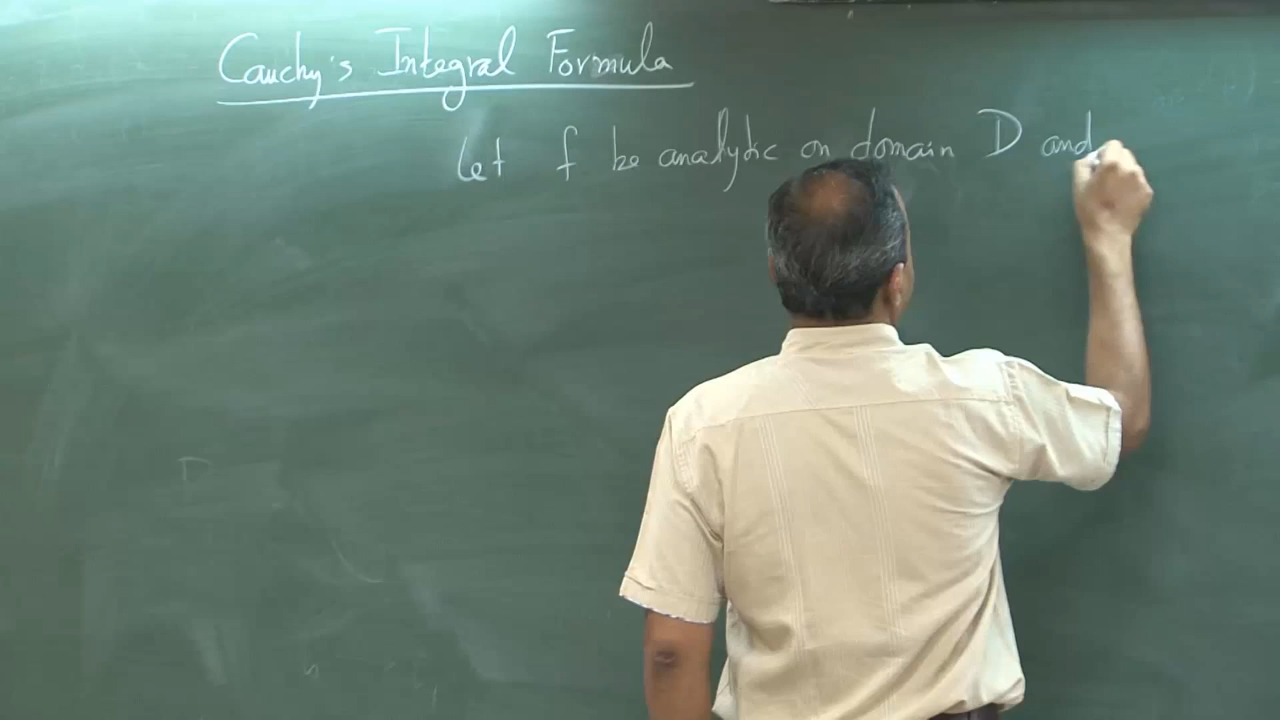 Cauchy's Integral Formula
Let f be analytic on domain D and